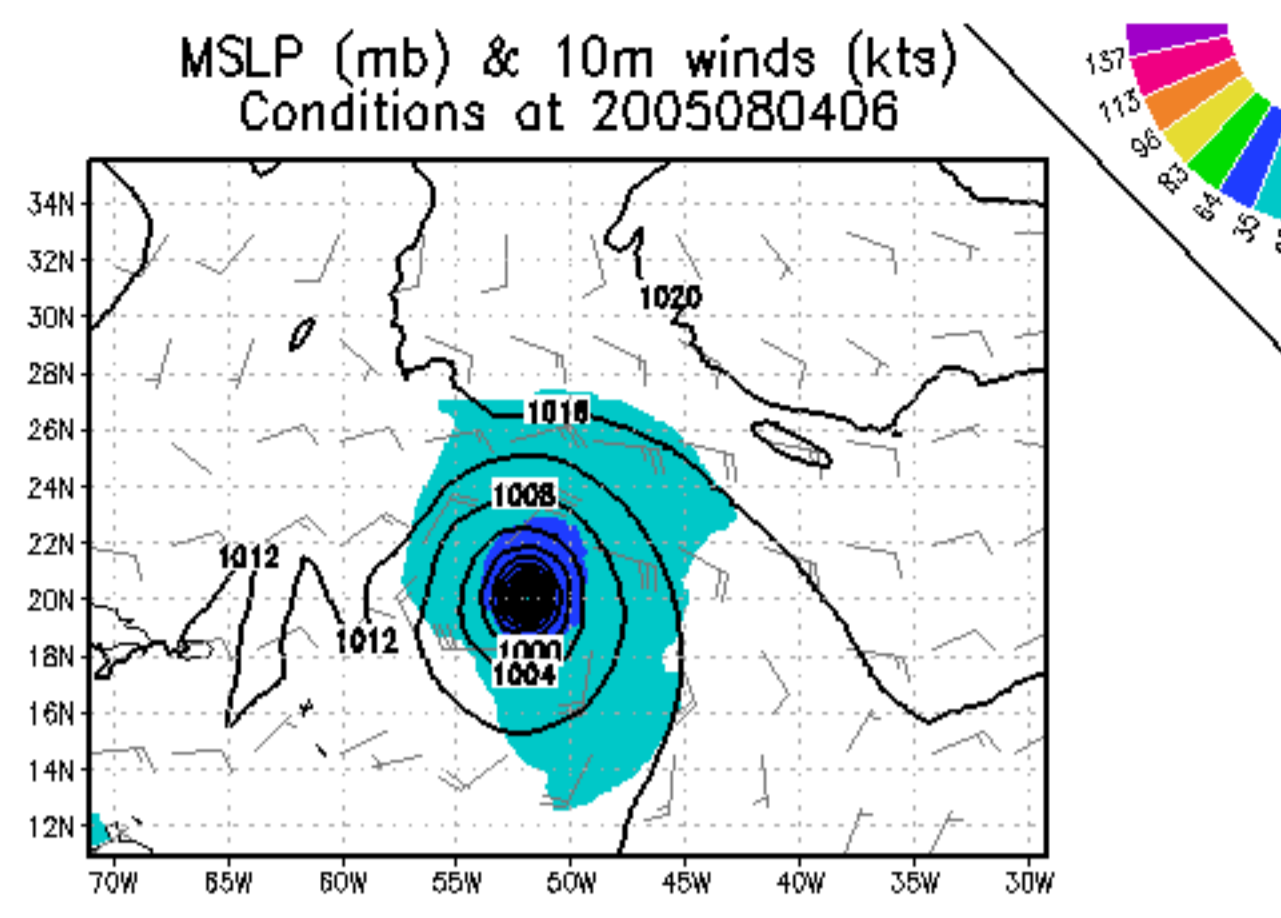 MSLP (mb) & 10m winds (kts)
Conditions at 2005080406
137
113
96
83
64
35
34N
32N
30N
28N
26N
24N
22N
20N
18N
16N
14N
12N
1020
1016
1008
1012
1012
1000
1004
70W 65W 60W 55W 50W 45W 40W 35W 30W